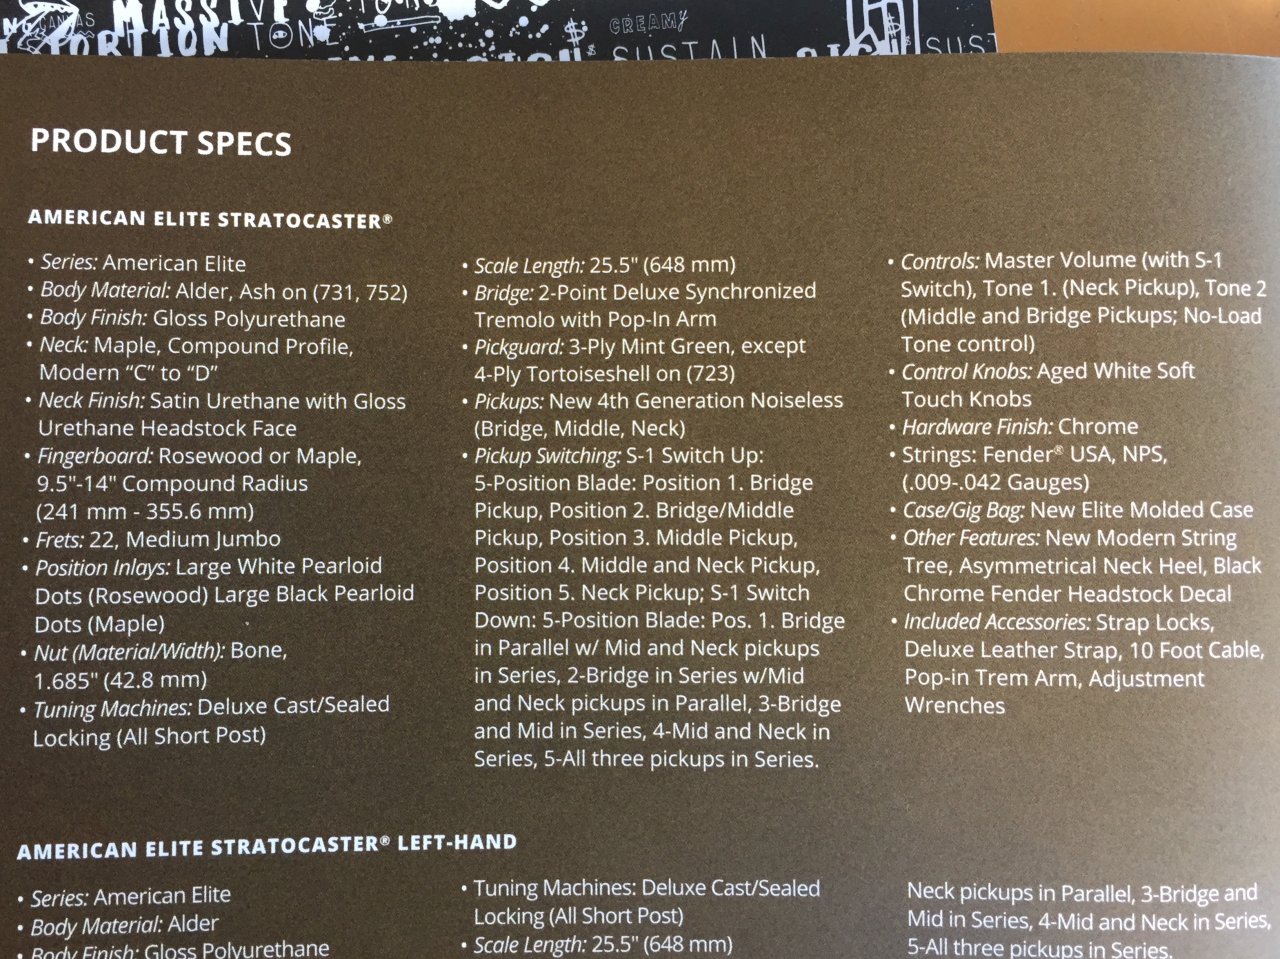 MASSIVE
TONE
CREAMY
SUSTAIN
SUST
PRODUCT SPECS
AMERICAN ELITE STRATOCASTER®
• Series: American Elite
• Body Material: Alder, Ash on (731, 752)
• Body Finish: Gloss Polyurethane
• Neck: Maple, Compound Profile,
Modern “C” to “D”
• Neck Finish: Satin Urethane with Gloss
Urethane Headstock Face
• Fingerboard: Rosewood or Maple,
9.5"-14" Compound Radius
(241 mm - 355.6 mm)
• Frets: 22, Medium Jumbo
• Position Inlays: Large White Pearloid
Dots (Rosewood) Large Black Pearloid
Dots (Maple)
• Nut (Material/Width): Bone,
1.685" (42.8 mm)
• Tuning Machines: Deluxe Cast/Sealed
Locking (All Short Post)
• Scale Length: 25.5" (648 mm)
• Bridge: 2-Point Deluxe Synchronized
Tremolo with Pop-In Arm
• Pickguard: 3-Ply Mint Green, except
4-Ply Tortoiseshell on (723)
• Pickups: New 4th Generation Noiseless
(Bridge, Middle, Neck)
• Pickup Switching: S-1 Switch Up:
5-Position Blade: Position 1. Bridge
Pickup, Position 2. Bridge/Middle
Pickup, Position 3. Middle Pickup,
Position 4. Middle and Neck Pickup,
Position 5. Neck Pickup; S-1 Switch
Down: 5-Position Blade: Pos. 1. Bridge
in Parallel w/ Mid and Neck pickups
in Series, 2-Bridge in Series w/Mid
and Neck pickups in Parallel, 3-Bridge
and Mid in Series, 4-Mid and Neck in
Series, 5-All three pickups in Series.
• Controls: Master Volume (with S-1
Switch), Tone 1. (Neck Pickup), Tone 2
(Middle and Bridge Pickups; No-Load
Tone control)
• Control Knobs: Aged White Soft
Touch Knobs
• Hardware Finish: Chrome
• Strings: Fender® USA, NPS,
(.009-.042 Gauges)
• Case/Gig Bag: New Elite Molded Case
• Other Features: New Modern String
Tree, Asymmetrical Neck Heel, Black
Chrome Fender Headstock Decal
• Included Accessories: Strap Locks,
Deluxe Leather Strap, 10 Foot Cable,
Pop-in Trem Arm, Adjustment
Wrenches
AMERICAN ELITE STRATOCASTER® LEFT-HAND
• Series: American Elite
• Body Material: Alder
• Body Finish: Gloss Polyurethane
• Tuning Machines: Deluxe Cast/Sealed
Locking (All Short Post)
• Scale Length: 25.5" (648 mm)
Neck pickups in Parallel, 3-Bridge and
Mid in Series, 4-Mid and Neck in Series,
5-All three pickups in Series.